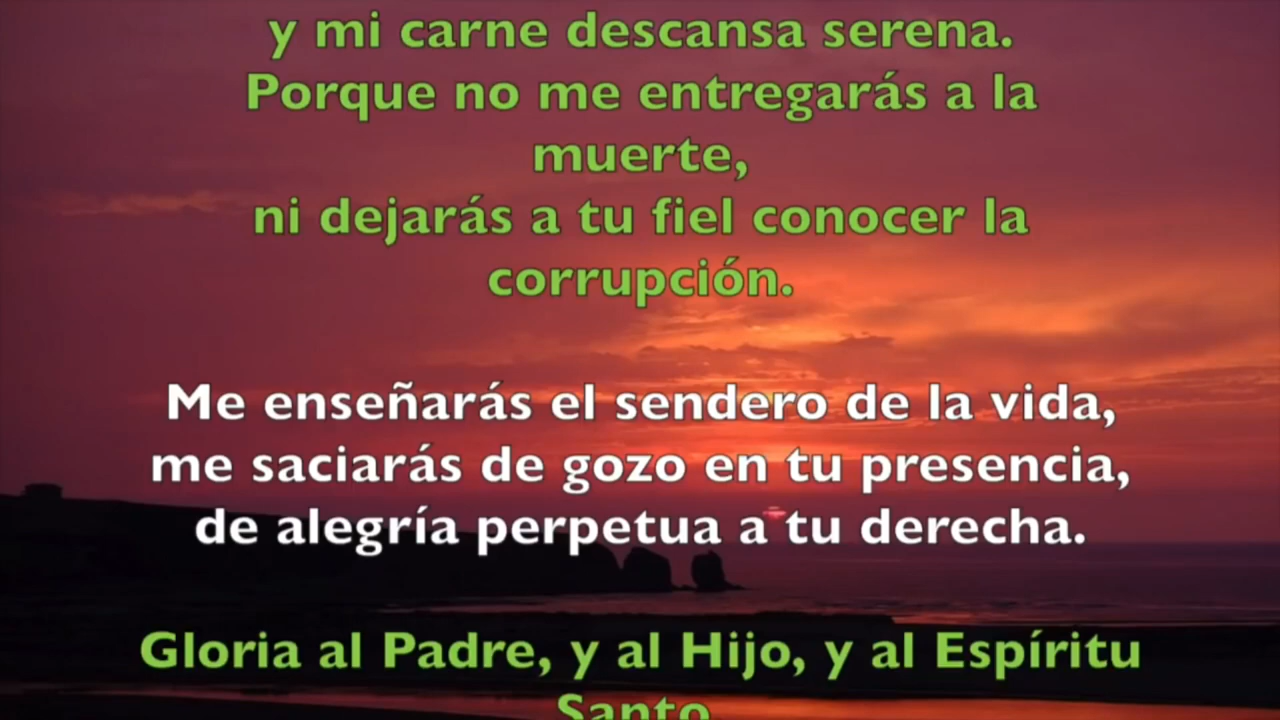 y mi carne descansa serena.
Porque no me entregarás a la
muerte,
ni dejarás a tu fiel conocer la
corrupción.
Me enseñarás el sendero de la vida,
me saciarás de gozo en tu presencia,
de alegría perpetua a tu derecha.
Gloria al Padre, y al Hijo, y al Espíritu
Santo.